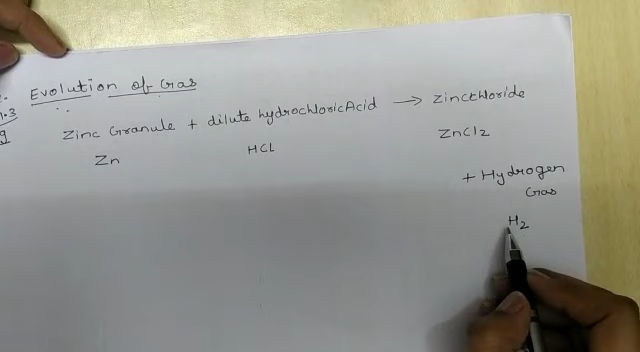 Evolution of Gas
Zinc Granule + dilute hydrochloric Acid → Zinc chloride
Zn HCl ZnCl2
+ Hydrogen
Gas
H2